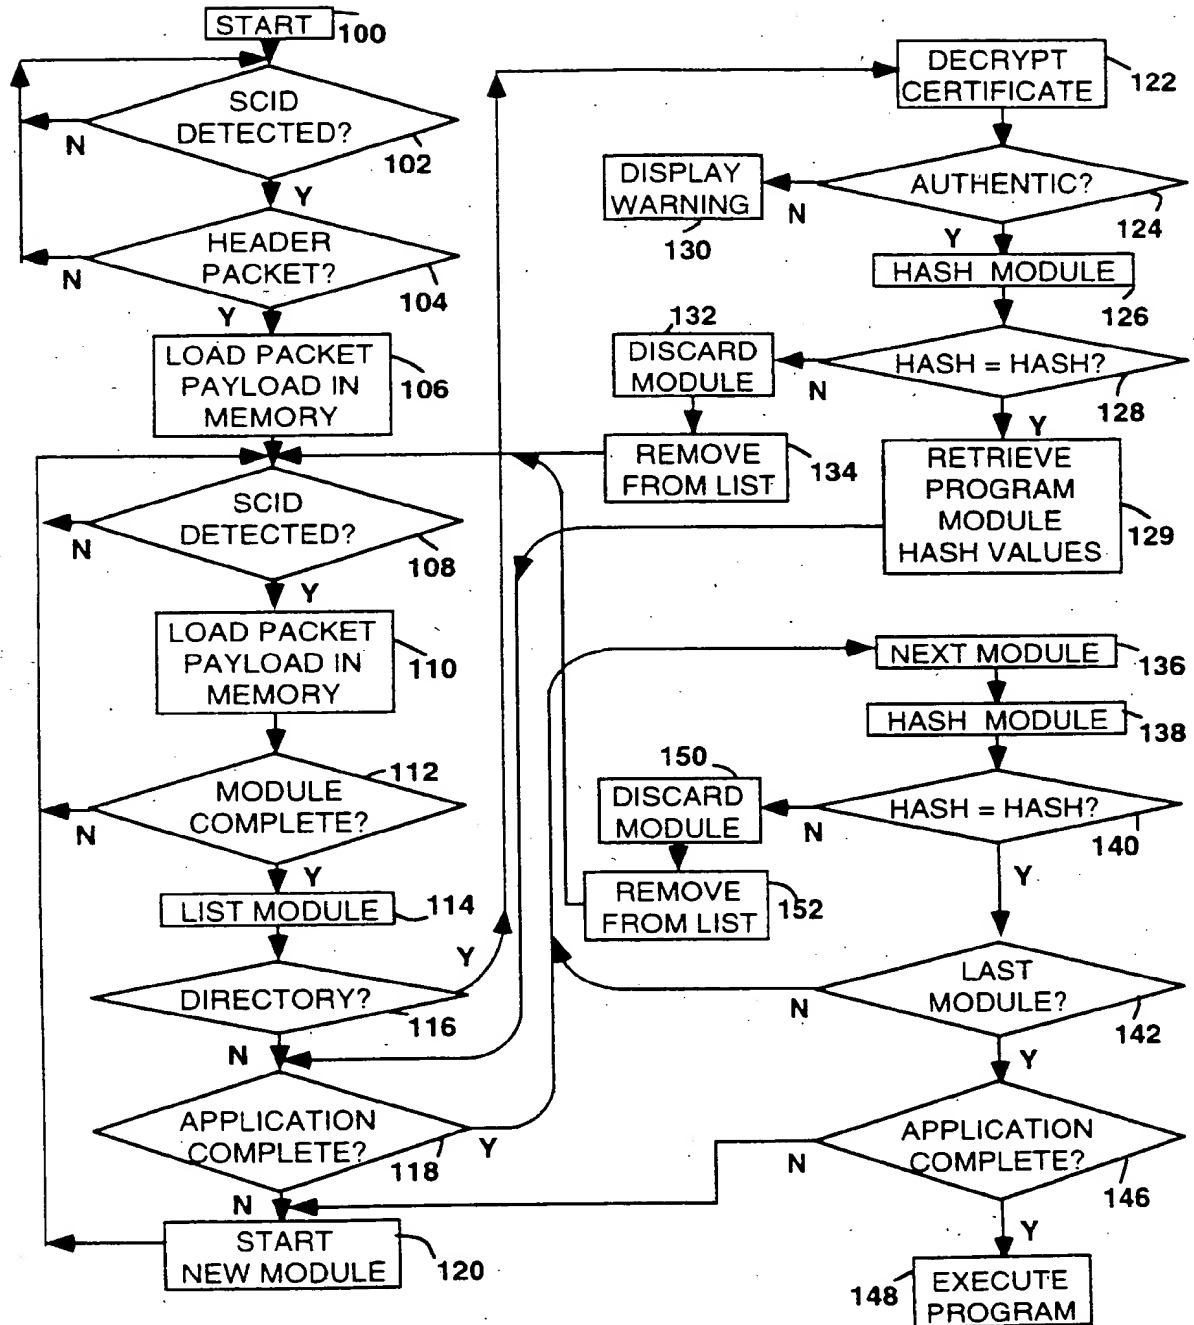 START
100
SCID
DETECTED?
N
102
Y
HEADER
PACKET?
N
104
Y
LOAD PACKET
PAYLOAD IN
MEMORY
106
SCID
DETECTED?
N
108
Y
LOAD PACKET
PAYLOAD IN
MEMORY
110
112
MODULE
COMPLETE?
N
Y
LIST MODULE
114
Y
DIRECTORY?
116
N
APPLICATION
COMPLETE?
118
Y
N
START
NEW MODULE
120
DECRYPT
CERTIFICATE
122
AUTHENTIC?
N
124
DISPLAY
WARNING
130
Y
HASH MODULE
126
132
DISCARD
MODULE
HASH = HASH?
N
128
Y
REMOVE
FROM LIST
134
RETRIEVE
PROGRAM
MODULE
HASH VALUES
129
NEXT MODULE
136
HASH MODULE
138
150
DISCARD
MODULE
HASH = HASH?
N
140
Y
REMOVE
FROM LIST
152
LAST
MODULE?
N
142
Y
APPLICATION
COMPLETE?
N
146
Y
148
EXECUTE
PROGRAM